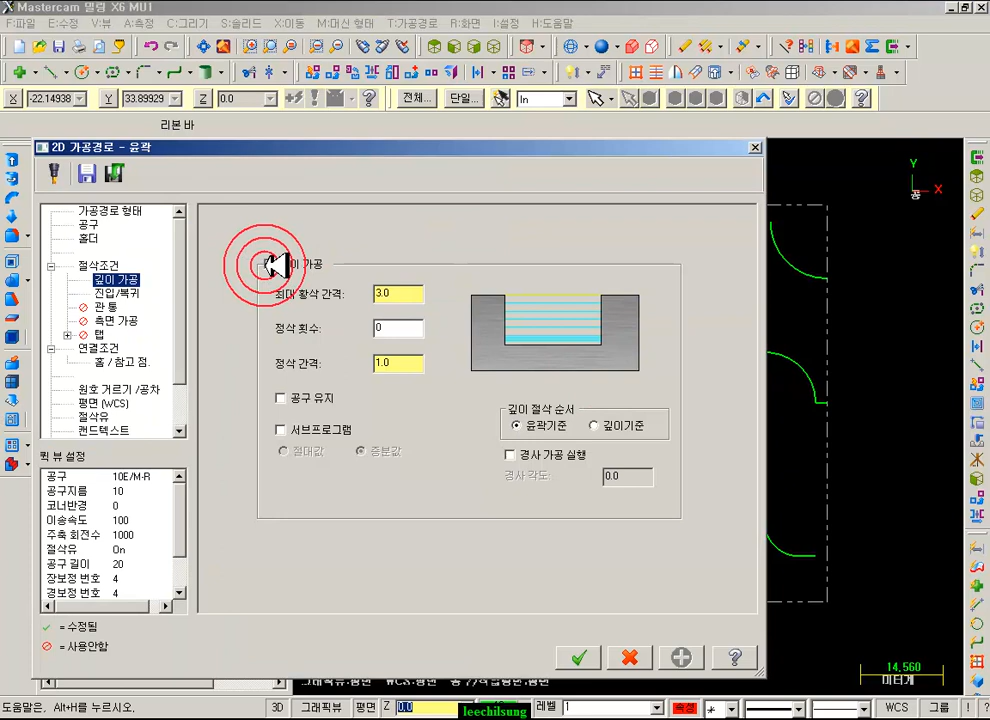 Mastercam 밀링 X6 MU1
F:파일 E:수정 V:뷰 A:측정 C:그리기 S:솔리드 X:이동 M:머신 형태 T:가공경로 R:화면 I:설정 H:도움말
X -22.14938 Y 33.89929 Z 0.0 전체... 단일... In
리본 바
2D 가공경로 - 윤곽
가공경로 형태
공구
홀더
절삭조건
깊이 가공
진입/복귀
관 통
측면 가공
탭
연결조건
홈 / 참고 점.
원호 거르기 /공차
평면 (WCS)
절삭유
캔드텍스트
퀵 뷰 설정
공구 10E/M-R
공구지름 10
코너반경 0
이송속도 100
주축 회전수 1000
절삭유 On
공구 길이 20
장보정 번호 4
경보정 번호 4
= 수정됨
= 사용안함
이 가공
최대 황삭 간격: 3.0
정삭 횟수: 0
정삭 간격: 1.0
공구 유지
서브프로그램
절대값 증분값
깊이 절삭 순서
윤곽기준 깊이기준
경사 가공 실행
경사 각도: 0.0
Y
X
공
14,560
미터계
도움말은, Alt+H를 누르시오. 3D 그래픽뷰 평면 Z 0.0 레벨 1 속성 WCS 그룹 ! ?
leechilsung